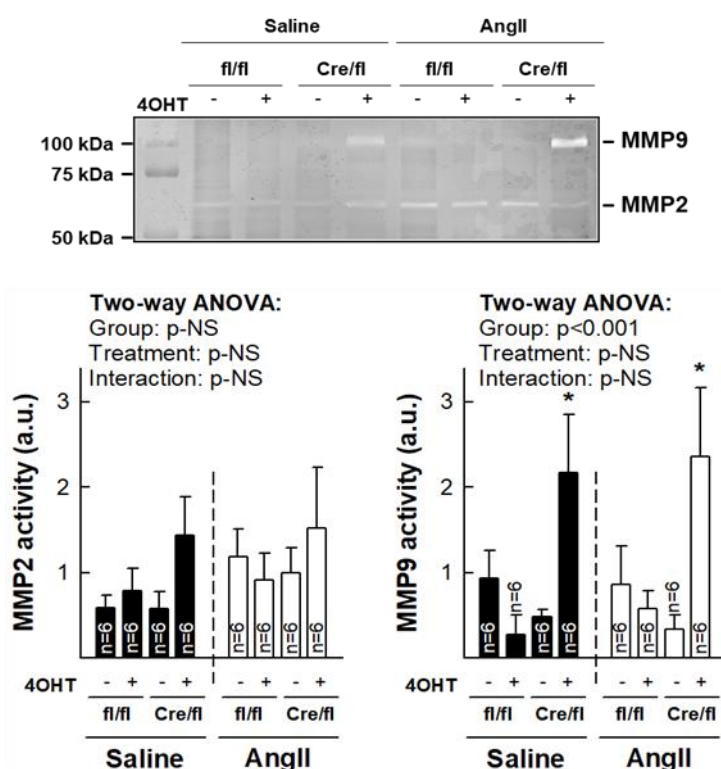 Saline AngII
fl/fl Cre/fl fl/fl Cre/fl
4OHT - + - + - + - +
100 kDa – – MMP9
75 kDa –
– MMP2
50 kDa –
Two-way ANOVA:
Group: p-NS
Treatment: p-NS
Interaction: p-NS
MMP2 activity (a.u.)
3
2
1
n=6 n=6 n=6 n=6 n=6 n=6 n=6 n=6
4OHT - + - + - + - +
fl/fl Cre/fl fl/fl Cre/fl
Saline AngII
Two-way ANOVA:
Group: p<0.001
Treatment: p-NS
Interaction: p-NS
* *
MMP9 activity (a.u.)
3
2
1
n=6 n=6 n=6 n=6 n=6 n=6 n=6 n=6
4OHT - + - + - + - +
fl/fl Cre/fl fl/fl Cre/fl
Saline AngII